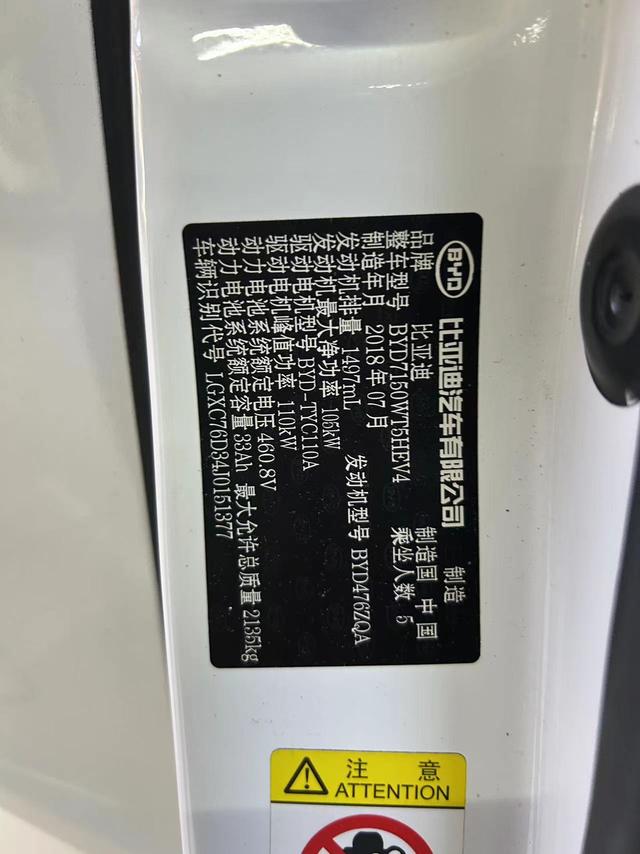 BYD 比亚迪汽车有限公司 制造
品牌 比亚迪 制造国 中国
整车型号 BYD7150WT5HEV4 乘坐人数 5
制造年月 2018年07月
发动机排量 1497mL 发动机型号 BYD476ZQA
发动机最大净功率 105kW
驱动电机型号 BYD-TYC110A
驱动电机峰值功率 110kW
动力电池系统额定电压 460.8V
动力电池系统额定容量 33Ah 最大允许总质量 2135kg
车辆识别代号 LGXC76D34J0151377
注意
ATTENTION